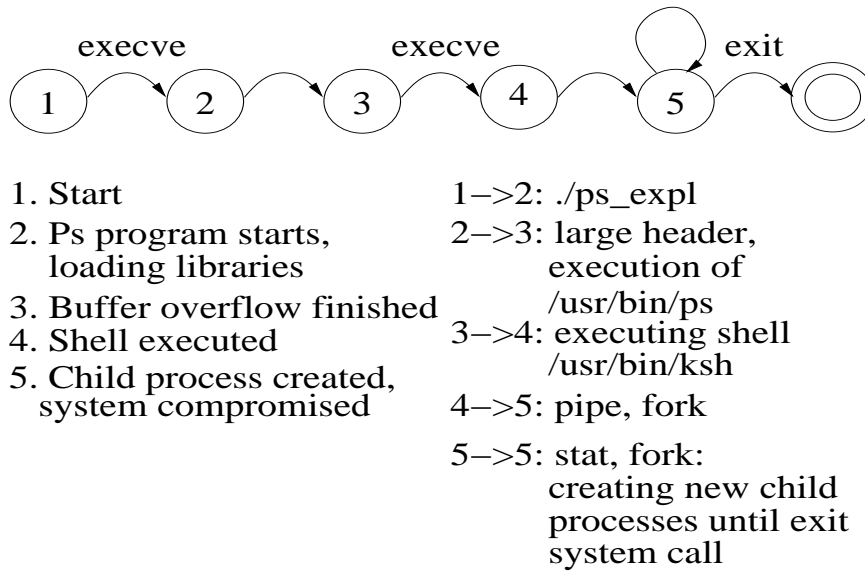 execve
execve
exit
1
2
3
4
5
1. Start
2. Ps program starts,
loading libraries
3. Buffer overflow finished
4. Shell executed
5. Child process created,
system compromised
1−>2: ./ps_expl
2−>3: large header,
execution of
/usr/bin/ps
3−>4: executing shell
/usr/bin/ksh
4−>5: pipe, fork
5−>5: stat, fork:
creating new child
processes until exit
system call